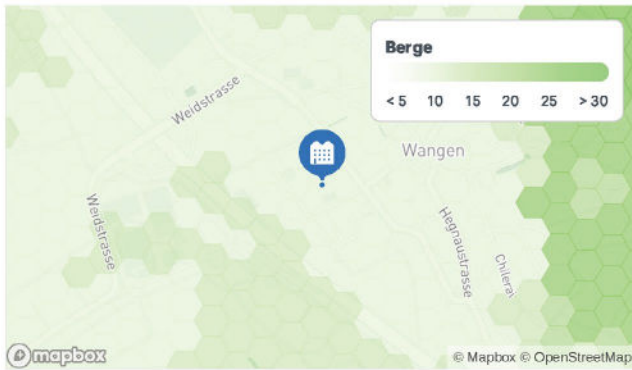 Berge
< 5 10 15 20 25 > 30
Weidstrasse
Wangen
Weidstrasse
Hegnaustrasse
Chilerai
mapbox
© Mapbox © OpenStreetMap